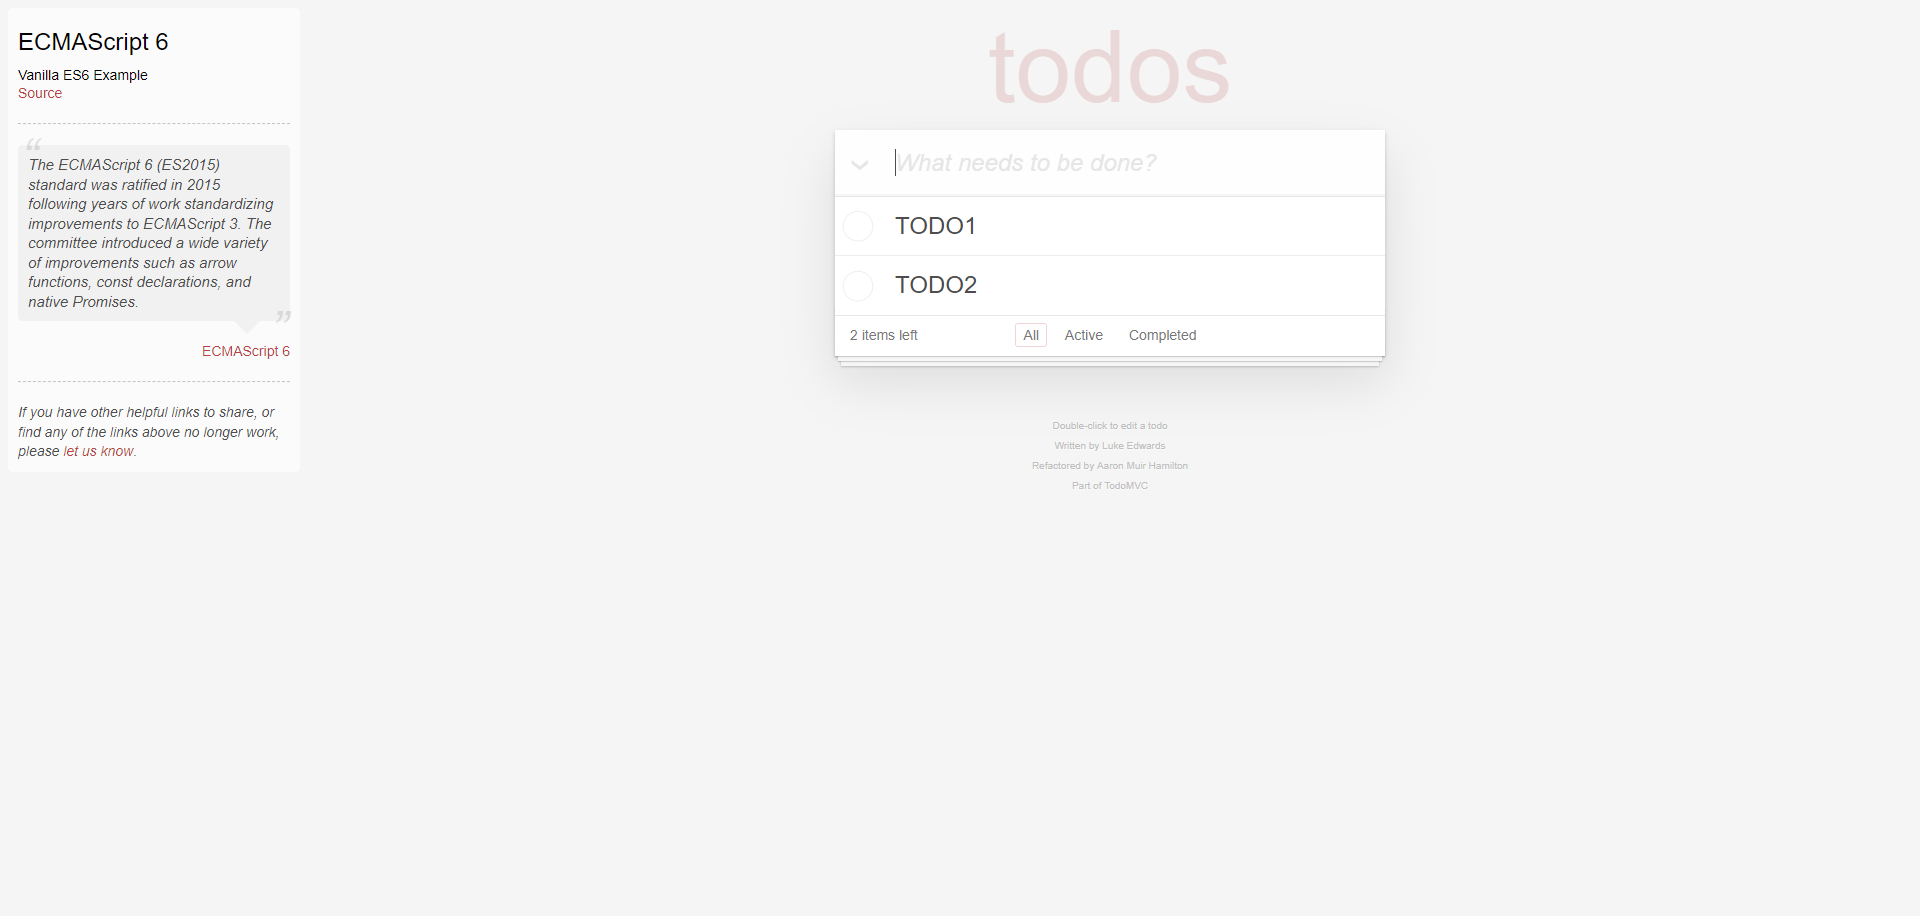 ECMAScript 6
Vanilla ES6 Example
Source
“
The ECMAScript 6 (ES2015)
standard was ratified in 2015
following years of work standardizing
improvements to ECMAScript 3. The
committee introduced a wide variety
of improvements such as arrow
functions, const declarations, and
native Promises.
”
ECMAScript 6
If you have other helpful links to share, or
find any of the links above no longer work,
please let us know.
todos
What needs to be done?
TODO1
TODO2
2 items left All Active Completed
Double-click to edit a todo
Written by Luke Edwards
Refactored by Aaron Muir Hamilton
Part of TodoMVC